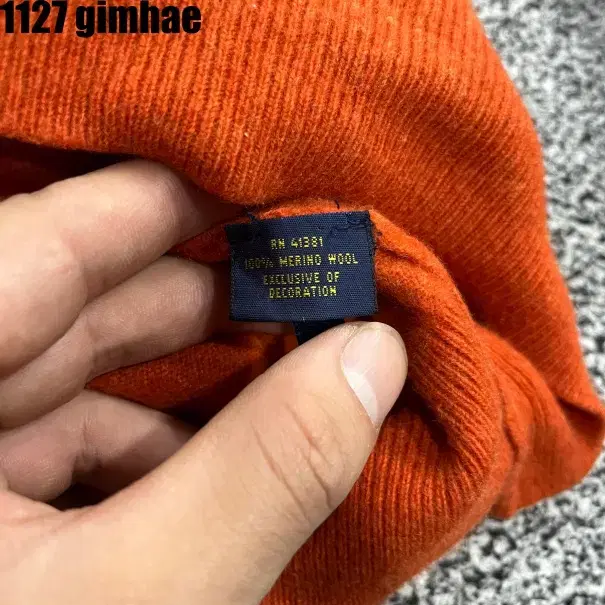 1127 gimhae
RN 41381
100% MERINO WOOL
EXCLUSIVE OF
DECORATION